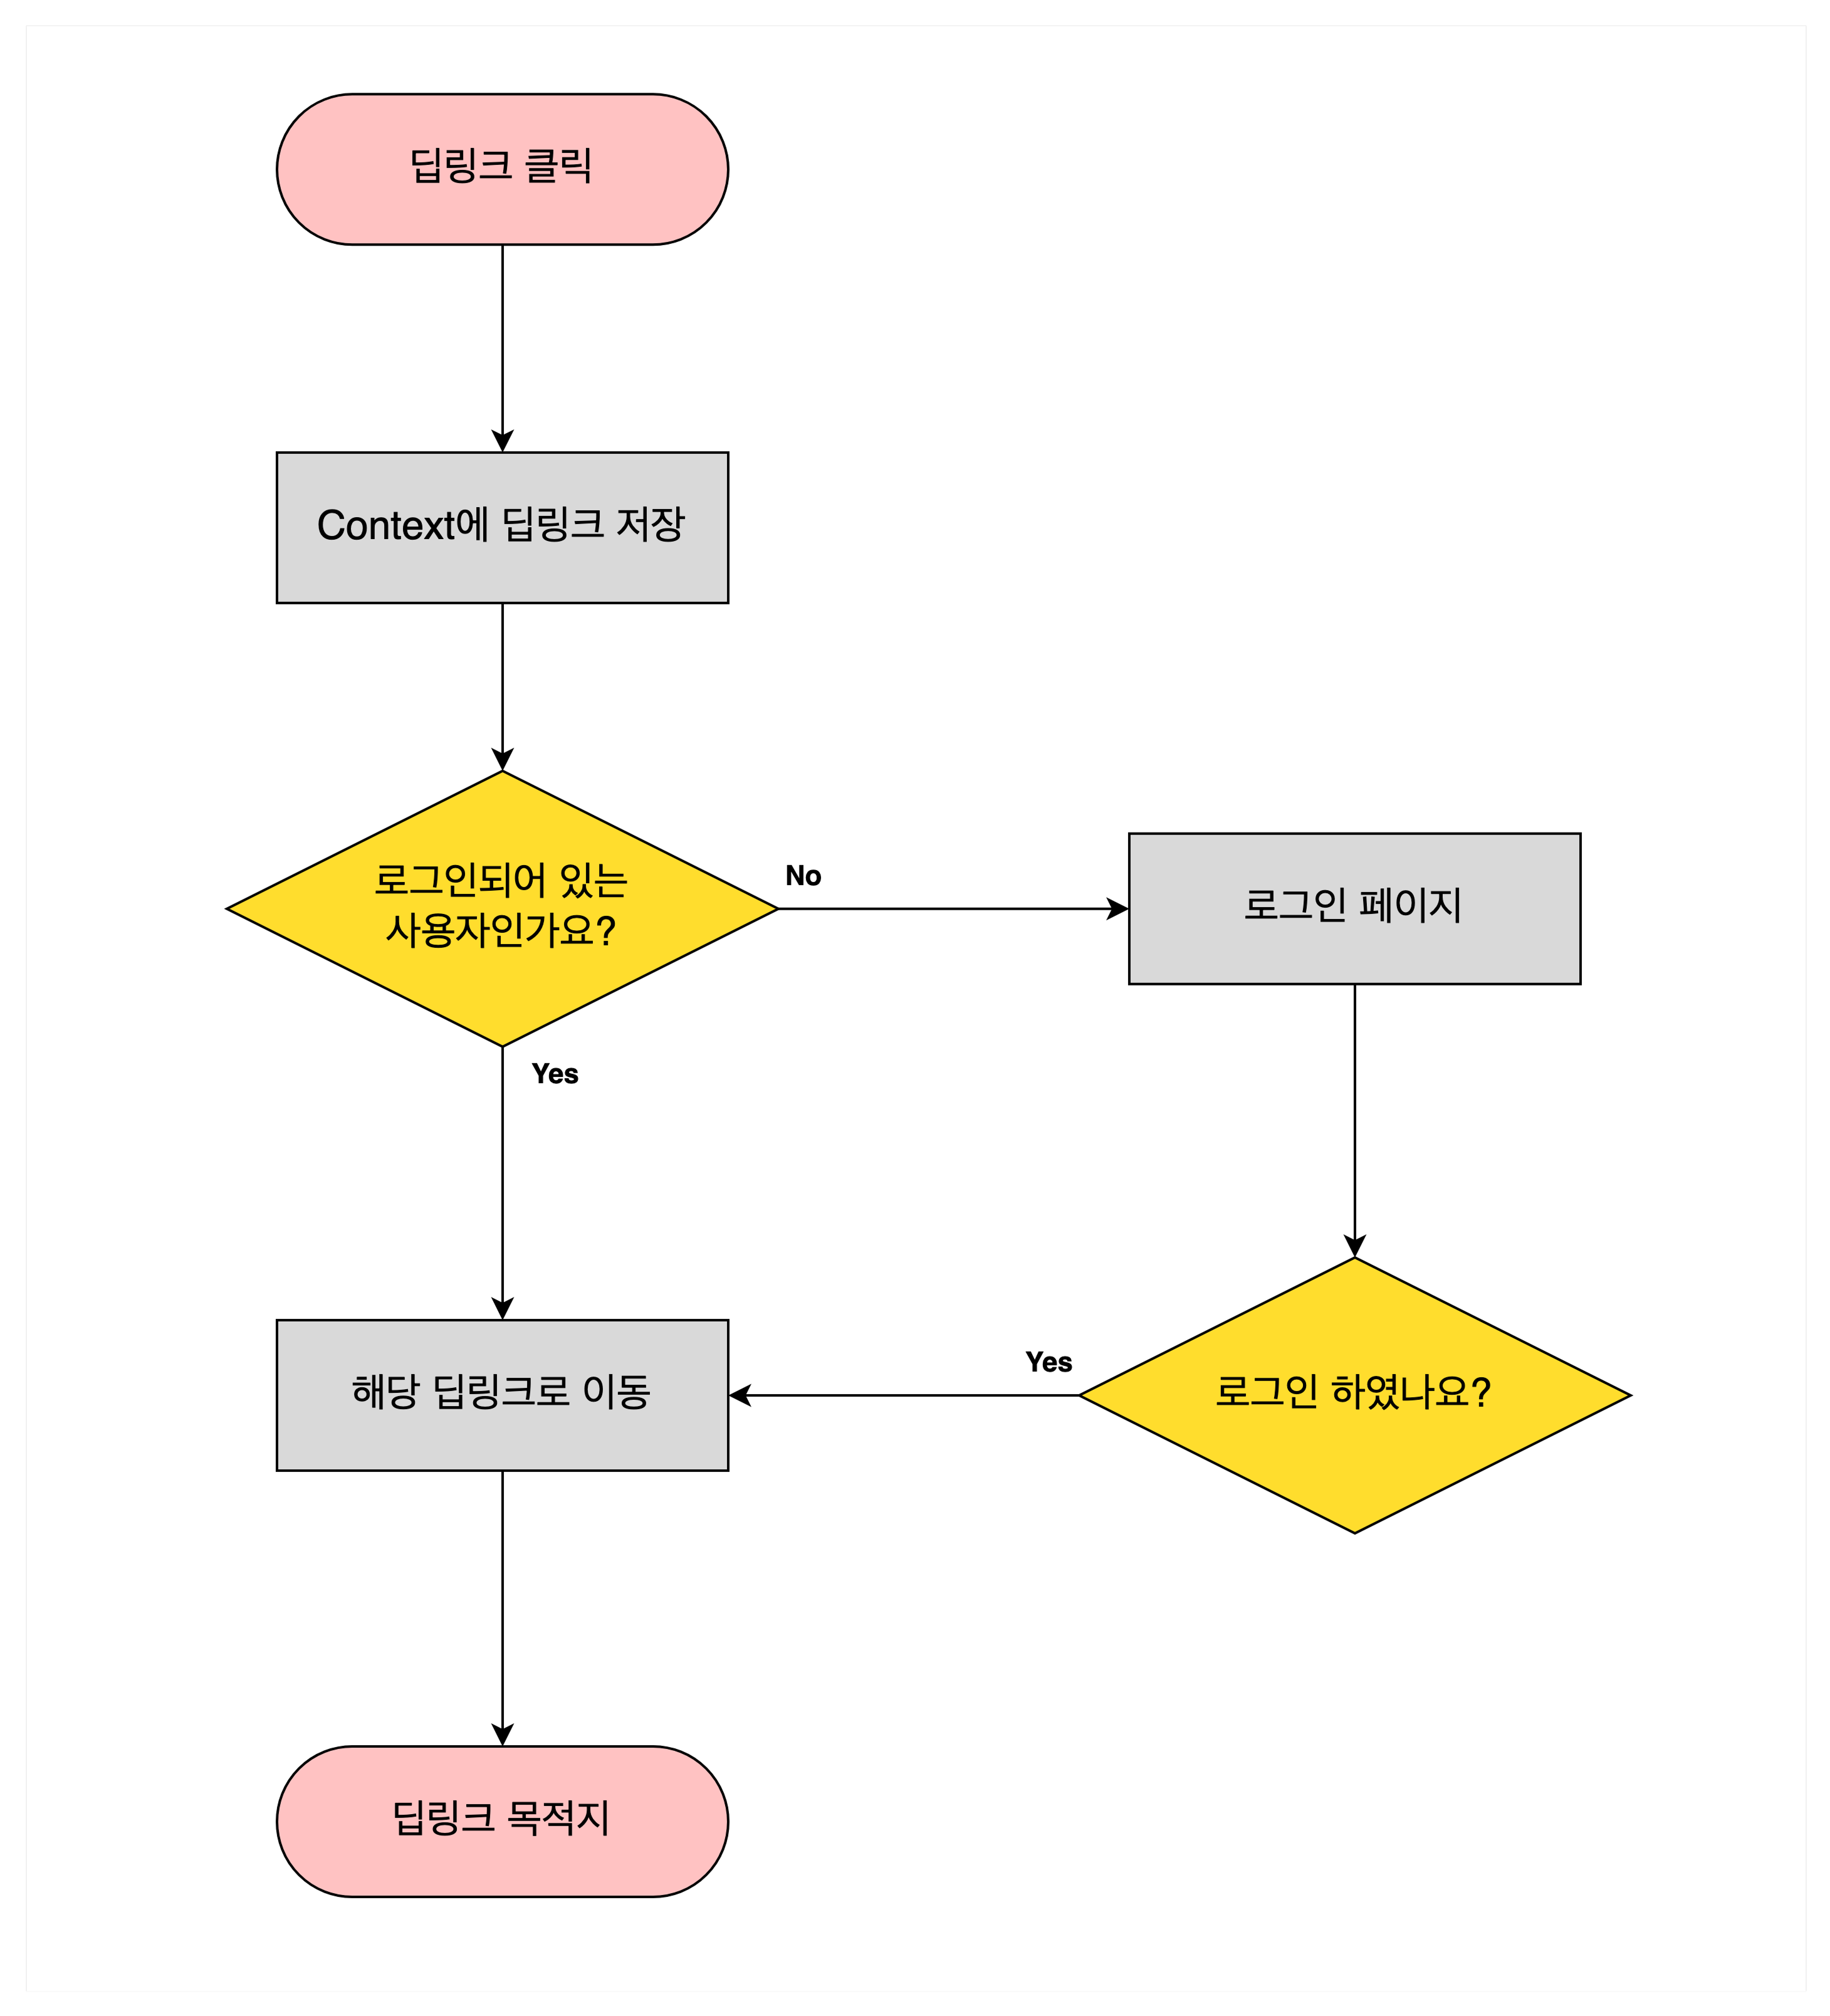 딥링크 클릭
Context에 딥링크 저장
로그인되어 있는
사용자인가요?
No
로그인 페이지
Yes
해당 딥링크로 이동
Yes
로그인 하였나요?
딥링크 목적지